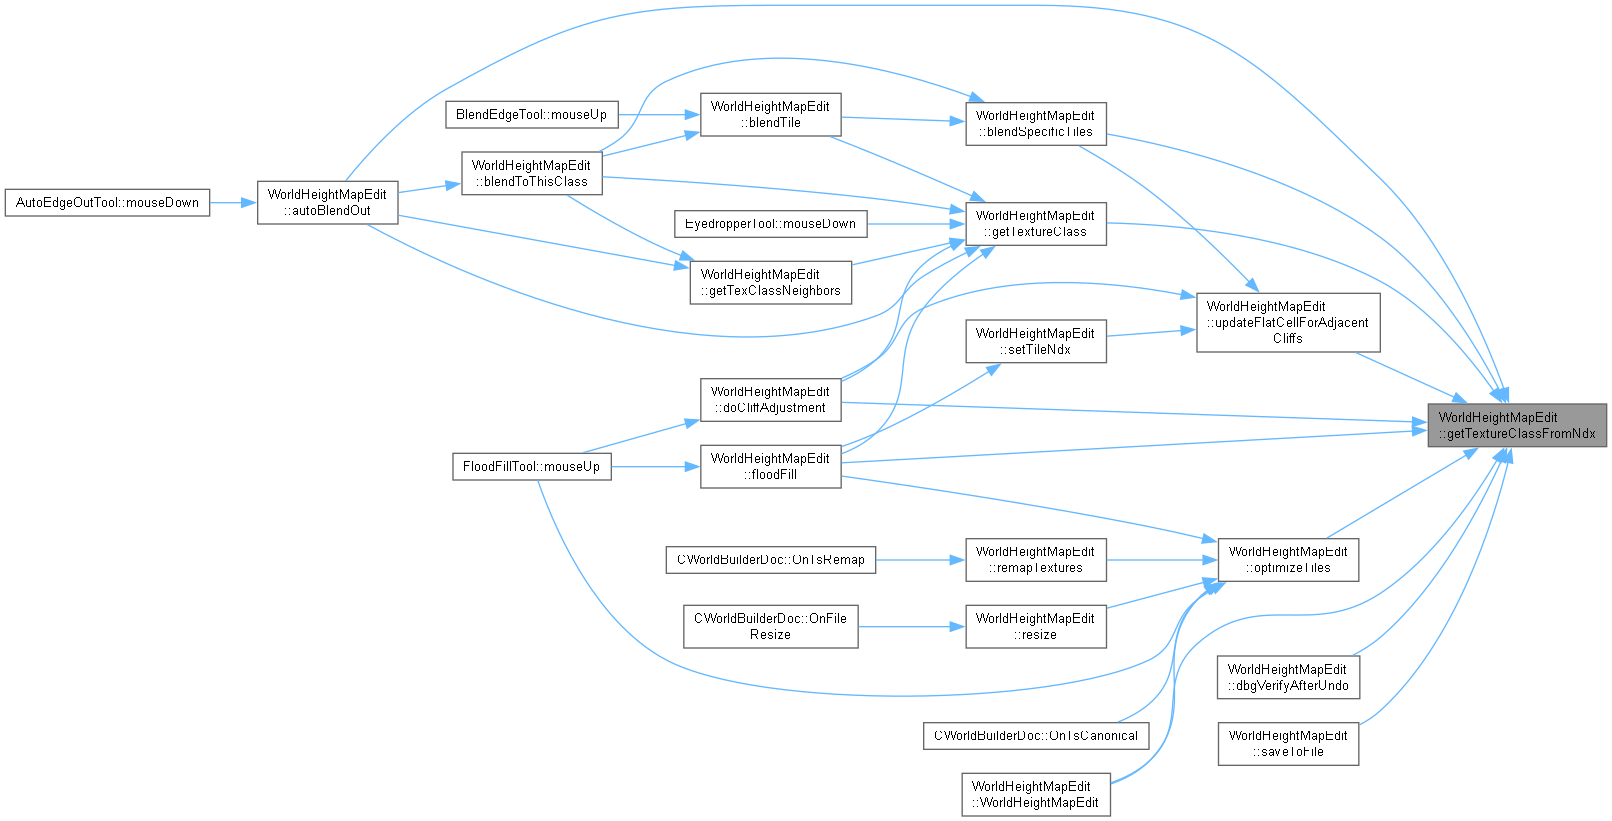 BlendEdgeTool::mouseUp
WorldHeightMapEdit
::blendTile
WorldHeightMapEdit
::blendSpecificTiles
AutoEdgeOutTool::mouseDown
WorldHeightMapEdit
::autoBlendOut
WorldHeightMapEdit
::blendToThisClass
EyedropperTool::mouseDown
WorldHeightMapEdit
::getTextureClass
WorldHeightMapEdit
::getTexClassNeighbors
WorldHeightMapEdit
::setTileNdx
WorldHeightMapEdit
::updateFlatCellForAdjacent
Cliffs
WorldHeightMapEdit
::doCliffAdjustment
WorldHeightMapEdit
::getTextureClassFromNdx
FloodFillTool::mouseUp
WorldHeightMapEdit
::floodFill
CWorldBuilderDoc::OnTsRemap
WorldHeightMapEdit
::remapTextures
WorldHeightMapEdit
::optimizeTiles
CWorldBuilderDoc::OnFile
Resize
WorldHeightMapEdit
::resize
WorldHeightMapEdit
::dbgVerifyAfterUndo
CWorldBuilderDoc::OnTsCanonical
WorldHeightMapEdit
::saveToFile
WorldHeightMapEdit
::WorldHeightMapEdit